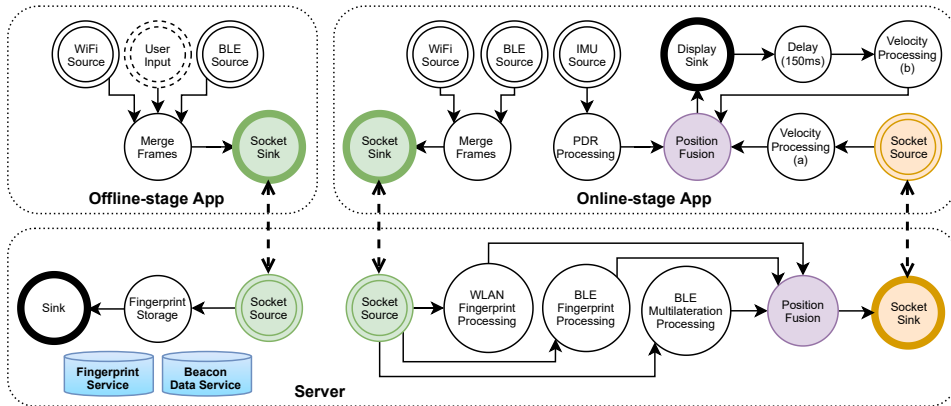 WiFi
Source
User
Input
BLE
Source
Merge
Frames
Socket
Sink
Offline-stage App
WiFi
Source
BLE
Source
IMU
Source
Display
Sink
Delay
(150ms)
Velocity
Processing
(b)
Socket
Sink
Merge
Frames
PDR
Processing
Position
Fusion
Velocity
Processing
(a)
Socket
Source
Online-stage App
Sink
Fingerprint
Storage
Socket
Source
Socket
Source
WLAN
Fingerprint
Processing
BLE
Fingerprint
Processing
BLE
Multilateration
Processing
Position
Fusion
Socket
Sink
Fingerprint
Service
Beacon
Data Service
Server